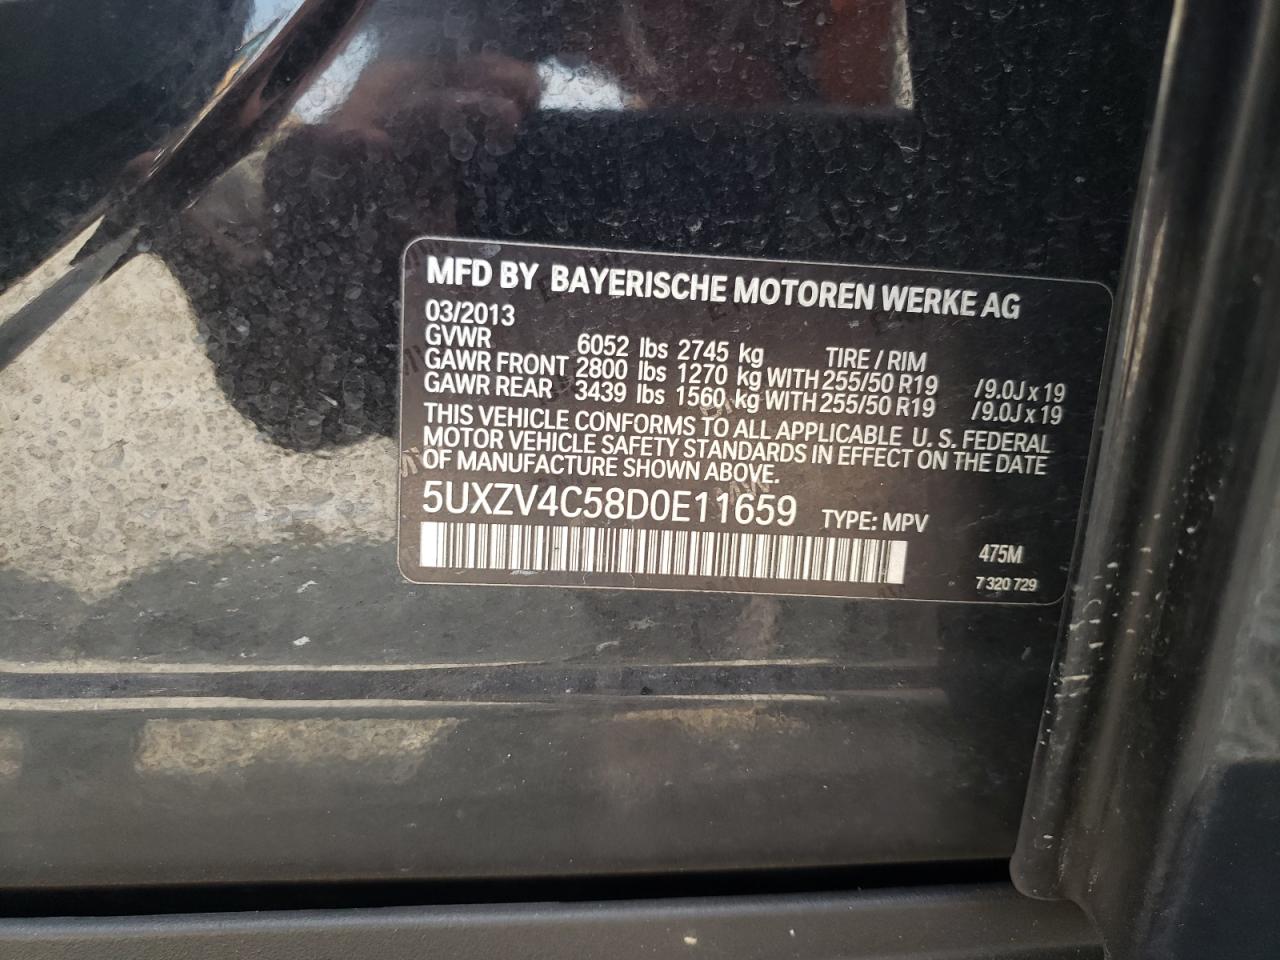 MFD BY BAYERISCHE MOTOREN WERKE AG
03/2013
GVWR 6052 lbs 2745 kg TIRE / RIM
GAWR FRONT 2800 lbs 1270 kg WITH 255/50 R19 /9.0J x 19
GAWR REAR 3439 lbs 1560 kg WITH 255/50 R19 /9.0J x 19
THIS VEHICLE CONFORMS TO ALL APPLICABLE U. S. FEDERAL
MOTOR VEHICLE SAFETY STANDARDS IN EFFECT ON THE DATE
OF MANUFACTURE SHOWN ABOVE.
5UXZV4C58D0E11659 TYPE: MPV
475M
7 320 729